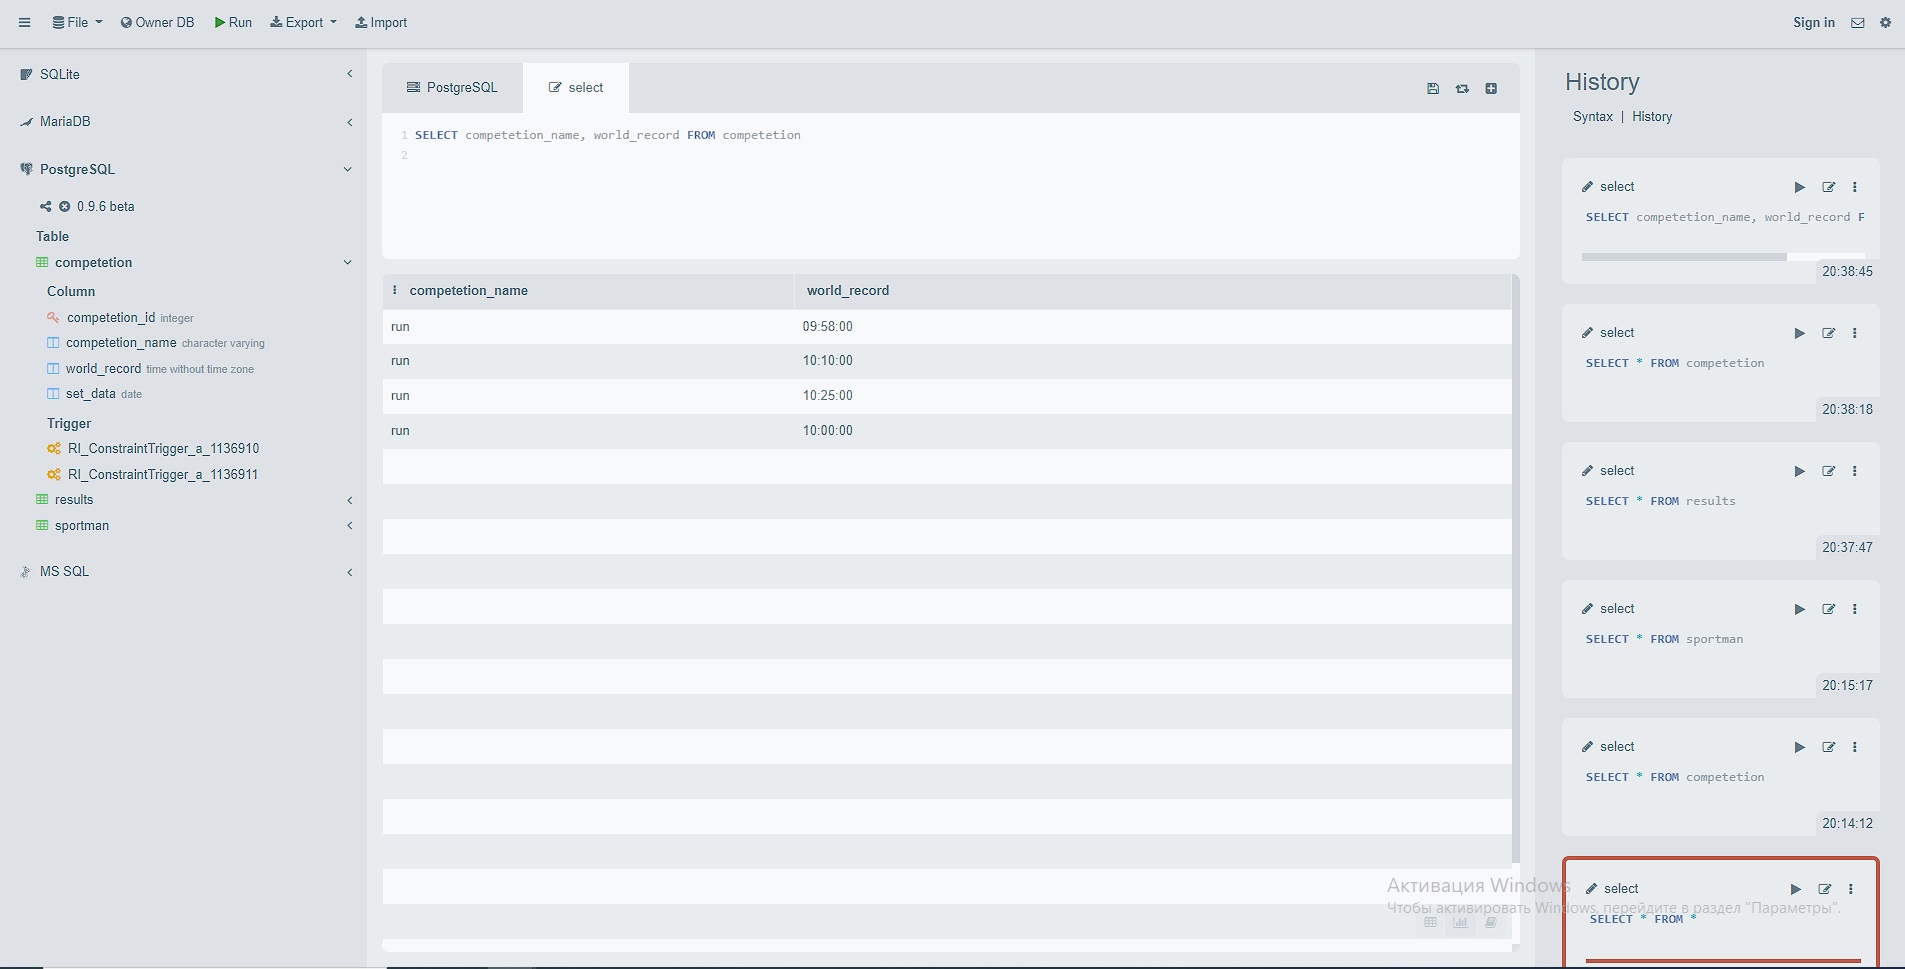 File Owner DB Run Export Import Sign in
SQLite
MariaDB
PostgreSQL
0.9.6 beta
Table
competetion
Column
competetion_id integer
competetion_name character varying
world_record time without time zone
set_data date
Trigger
RI_ConstraintTrigger_a_1136910
RI_ConstraintTrigger_a_1136911
results
sportman
MS SQL
PostgreSQL select
1 SELECT competetion_name, world_record FROM competetion
2
competetion_name world_record
run 09:58:00
run 10:10:00
run 10:25:00
run 10:00:00
History
Syntax | History
select
SELECT competetion_name, world_record F
20:38:45
select
SELECT * FROM competetion
20:38:18
select
SELECT * FROM results
20:37:47
select
SELECT * FROM sportman
20:15:17
select
SELECT * FROM competetion
20:14:12
select
SELECT * FROM *
Активация Windows
Чтобы активировать Windows, перейдите в раздел "Параметры".